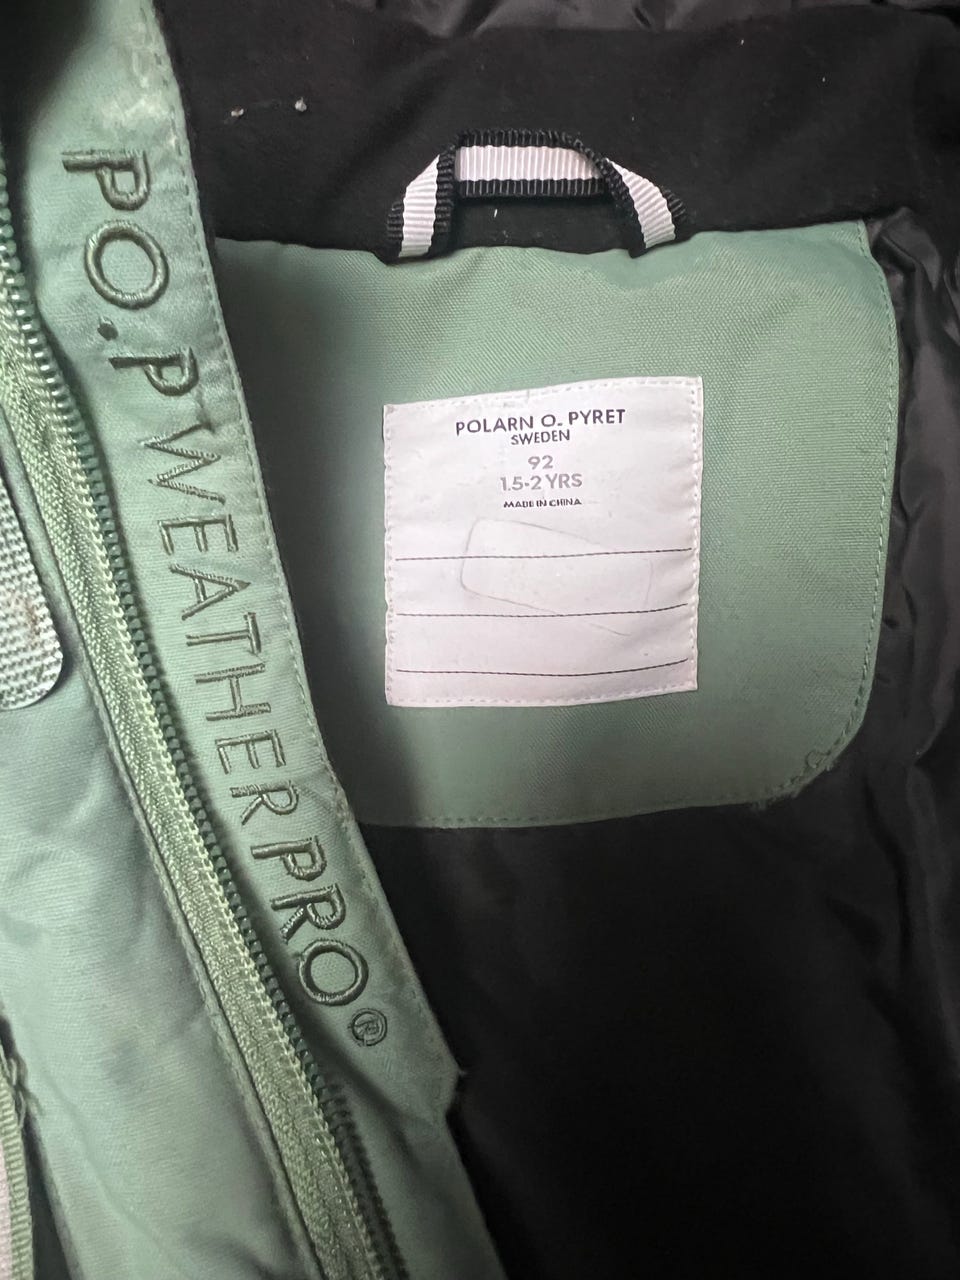 PO.P WEATHERPRO®
POLARN O. PYRET
SWEDEN
92
1.5-2 YRS
MADE IN CHINA